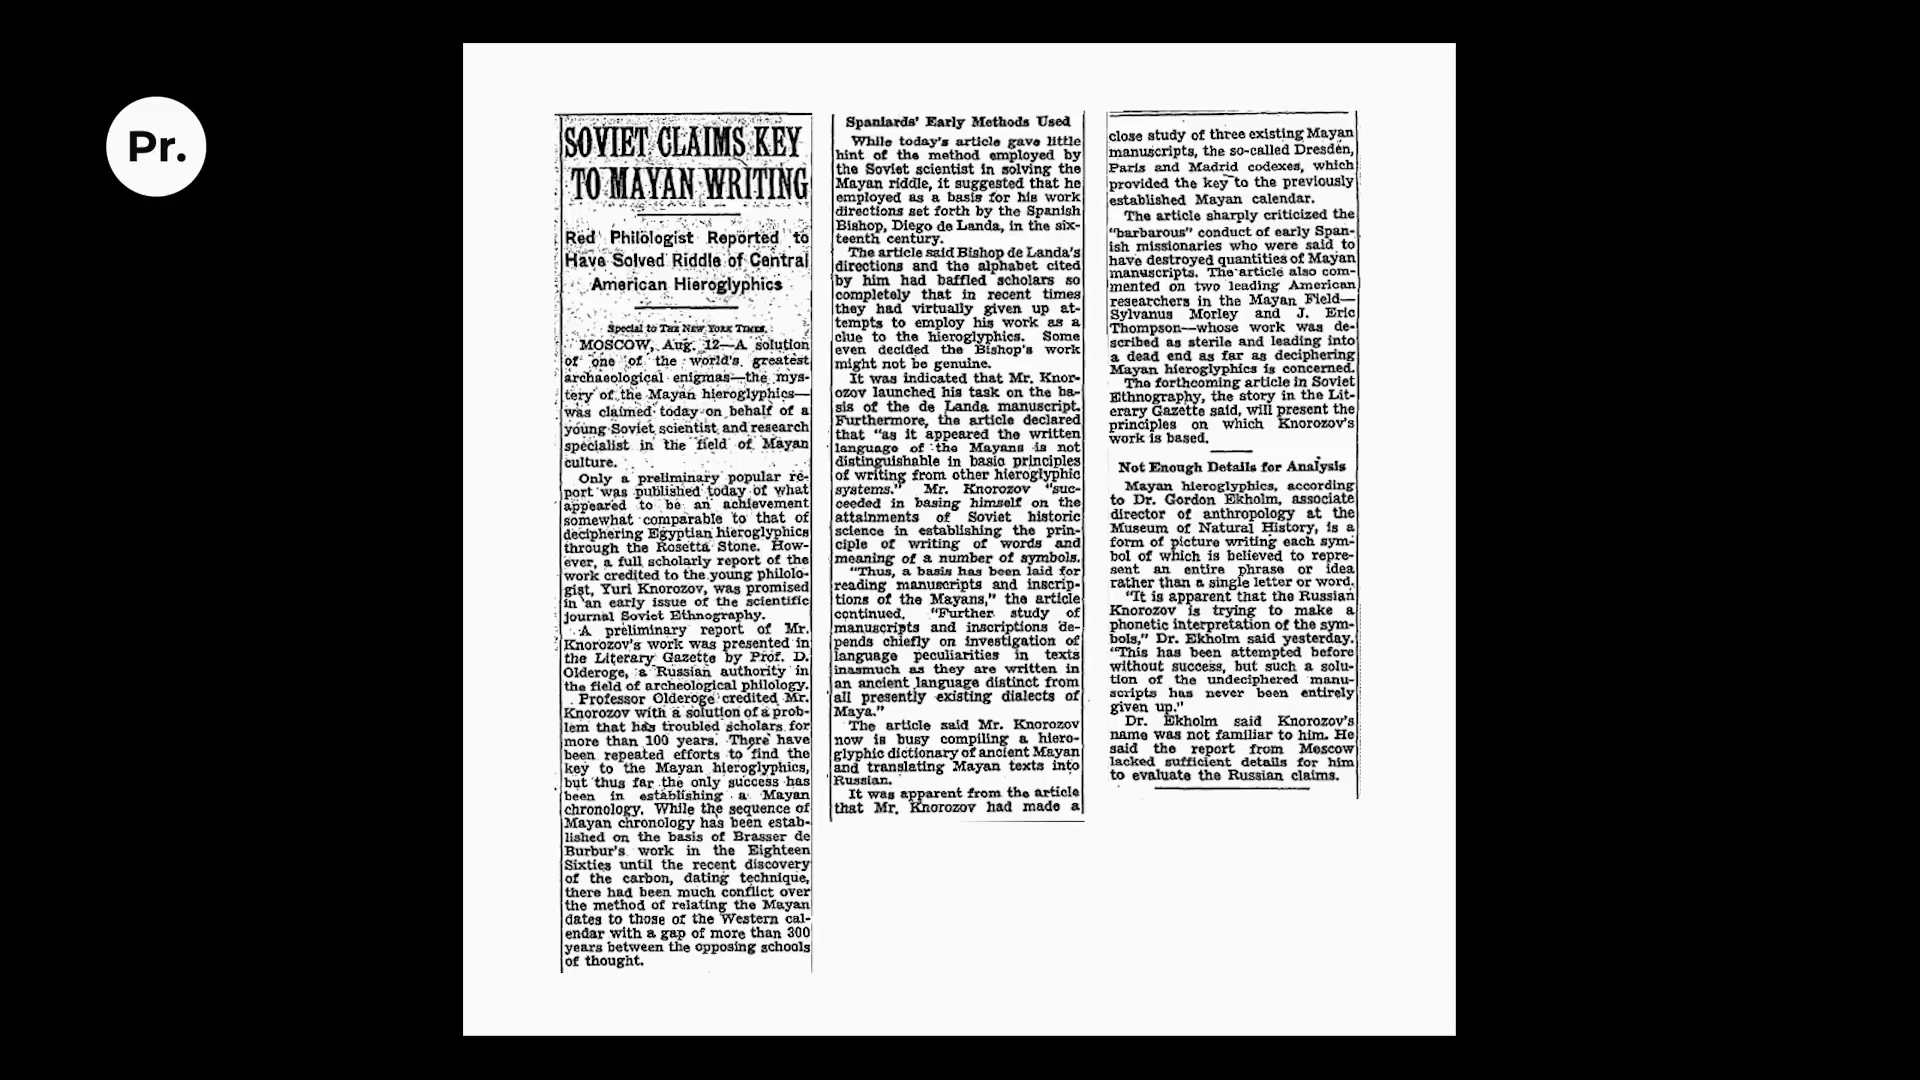 Pr.
SOVIET CLAIMS KEY
TO MAYAN WRITING
Red Philologist Reported to
Have Solved Riddle of Central
American Hieroglyphics
Special to THE NEW YORK TIMES.
MOSCOW, Aug. 12—A solution
of one of the world's greatest
archaeological enigmas—the mys-
tery of the Mayan hieroglyphics—
was claimed today on behalf of a
young Soviet scientist and research
specialist in the field of Mayan
culture.
Only a preliminary popular re-
port was published today of what
appeared to be an achievement
somewhat comparable to that of
deciphering Egyptian hieroglyphics
through the Rosetta Stone. How-
ever, a full scholarly report of the
work credited to the young philolo-
gist, Yuri Knorozov, was promised
in an early issue of the scientific
journal Soviet Ethnography.
A preliminary report of Mr.
Knorozov's work was presented in
the Literary Gazette by Prof. D.
Olderoge, a Russian authority in
the field of archeological philology.
Professor Olderoge credited Mr.
Knorozov with a solution of a prob-
lem that has troubled scholars for
more than 100 years. There have
been repeated efforts to find the
key to the Mayan hieroglyphics,
but thus far the only success has
been in establishing a Mayan
chronology. While the sequence of
Mayan chronology has been estab-
lished on the basis of Brasser de
Burbur's work in the Eighteen
Sixties until the recent discovery
of the carbon, dating technique,
there had been much conflict over
the method of relating the Mayan
dates to those of the Western cal-
endar with a gap of more than 300
years between the opposing schools
of thought.
Spaniards' Early Methods Used
While today's article gave little
hint of the method employed by
the Soviet scientist in solving the
Mayan riddle, it suggested that he
employed as a basis for his work
directions set forth by the Spanish
Bishop, Diego de Landa, in the six-
teenth century.
The article said Bishop de Landa's
directions and the alphabet cited
by him had baffled scholars so
completely that in recent times
they had virtually given up at-
tempts to employ his work as a
clue to the hieroglyphics. Some
even decided the Bishop's work
might not be genuine.
It was indicated that Mr. Knor-
ozov launched his task on the ba-
sis of the de Landa manuscript.
Furthermore, the article declared
that "as it appeared the written
language of the Mayans is not
distinguishable in basic principles
of writing from other hieroglyphic
systems." Mr. Knorozov "suc-
ceeded in basing himself on the
attainments of Soviet historic
science in establishing the prin-
ciple of writing of words and
meaning of a number of symbols.
"Thus, a basis has been laid for
reading manuscripts and inscrip-
tions of the Mayans," the article
continued. "Further study of
manuscripts and inscriptions de-
pends chiefly on investigation of
language peculiarities in texts
inasmuch as they are written in
an ancient language distinct from
all presently existing dialects of
Maya."
The article said Mr. Knorozov
now is busy compiling a hiero-
glyphic dictionary of ancient Mayan
and translating Mayan texts into
Russian.
It was apparent from the article
that Mr. Knorozov had made a
close study of three existing Mayan
manuscripts, the so-called Dresden,
Paris and Madrid codexes, which
provided the key to the previously
established Mayan calendar.
The article sharply criticized the
"barbarous" conduct of early Span-
ish missionaries who were said to
have destroyed quantities of Mayan
manuscripts. The article also com-
mented on two leading American
researchers in the Mayan Field—
Sylvanus Morley and J. Eric
Thompson—whose work was de-
scribed as sterile and leading into
a dead end as far as deciphering
Mayan hieroglyphics is concerned.
The forthcoming article in Soviet
Ethnography, the story in the Lit-
erary Gazette said, will present the
principles on which Knorozov's
work is based.
Not Enough Details for Analysis
Mayan hieroglyphics, according
to Dr. Gordon Ekholm, associate
director of anthropology at the
Museum of Natural History, is a
form of picture writing each sym-
bol of which is believed to repre-
sent an entire phrase or idea
rather than a single letter or word.
"It is apparent that the Russian
Knorozov is trying to make a
phonetic interpretation of the sym-
bols," Dr. Ekholm said yesterday.
"This has been attempted before
without success, but such a solu-
tion of the undeciphered manu-
scripts has never been entirely
given up."
Dr. Ekholm said Knorozov's
name was not familiar to him. He
said the report from Moscow
lacked sufficient details for him
to evaluate the Russian claims.